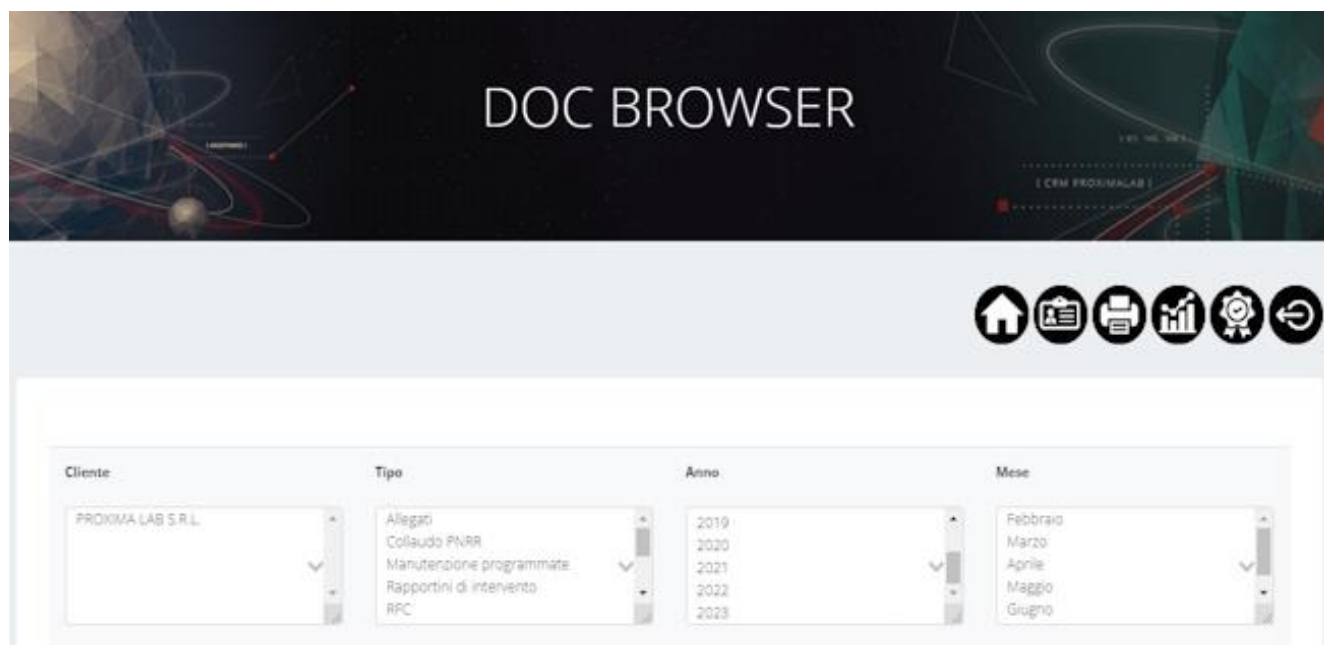 DOC BROWSER
[ CRM PROXIMALAB ]
Cliente
Tipo
Anno
Mese
PROXIMA LAB S.R.L.
Allegati
Collaudo PNRR
Manutenzione programmate
Rapportini di intervento
RFC
2019
2020
2021
2022
2023
Febbraio
Marzo
Aprile
Maggio
Giugno